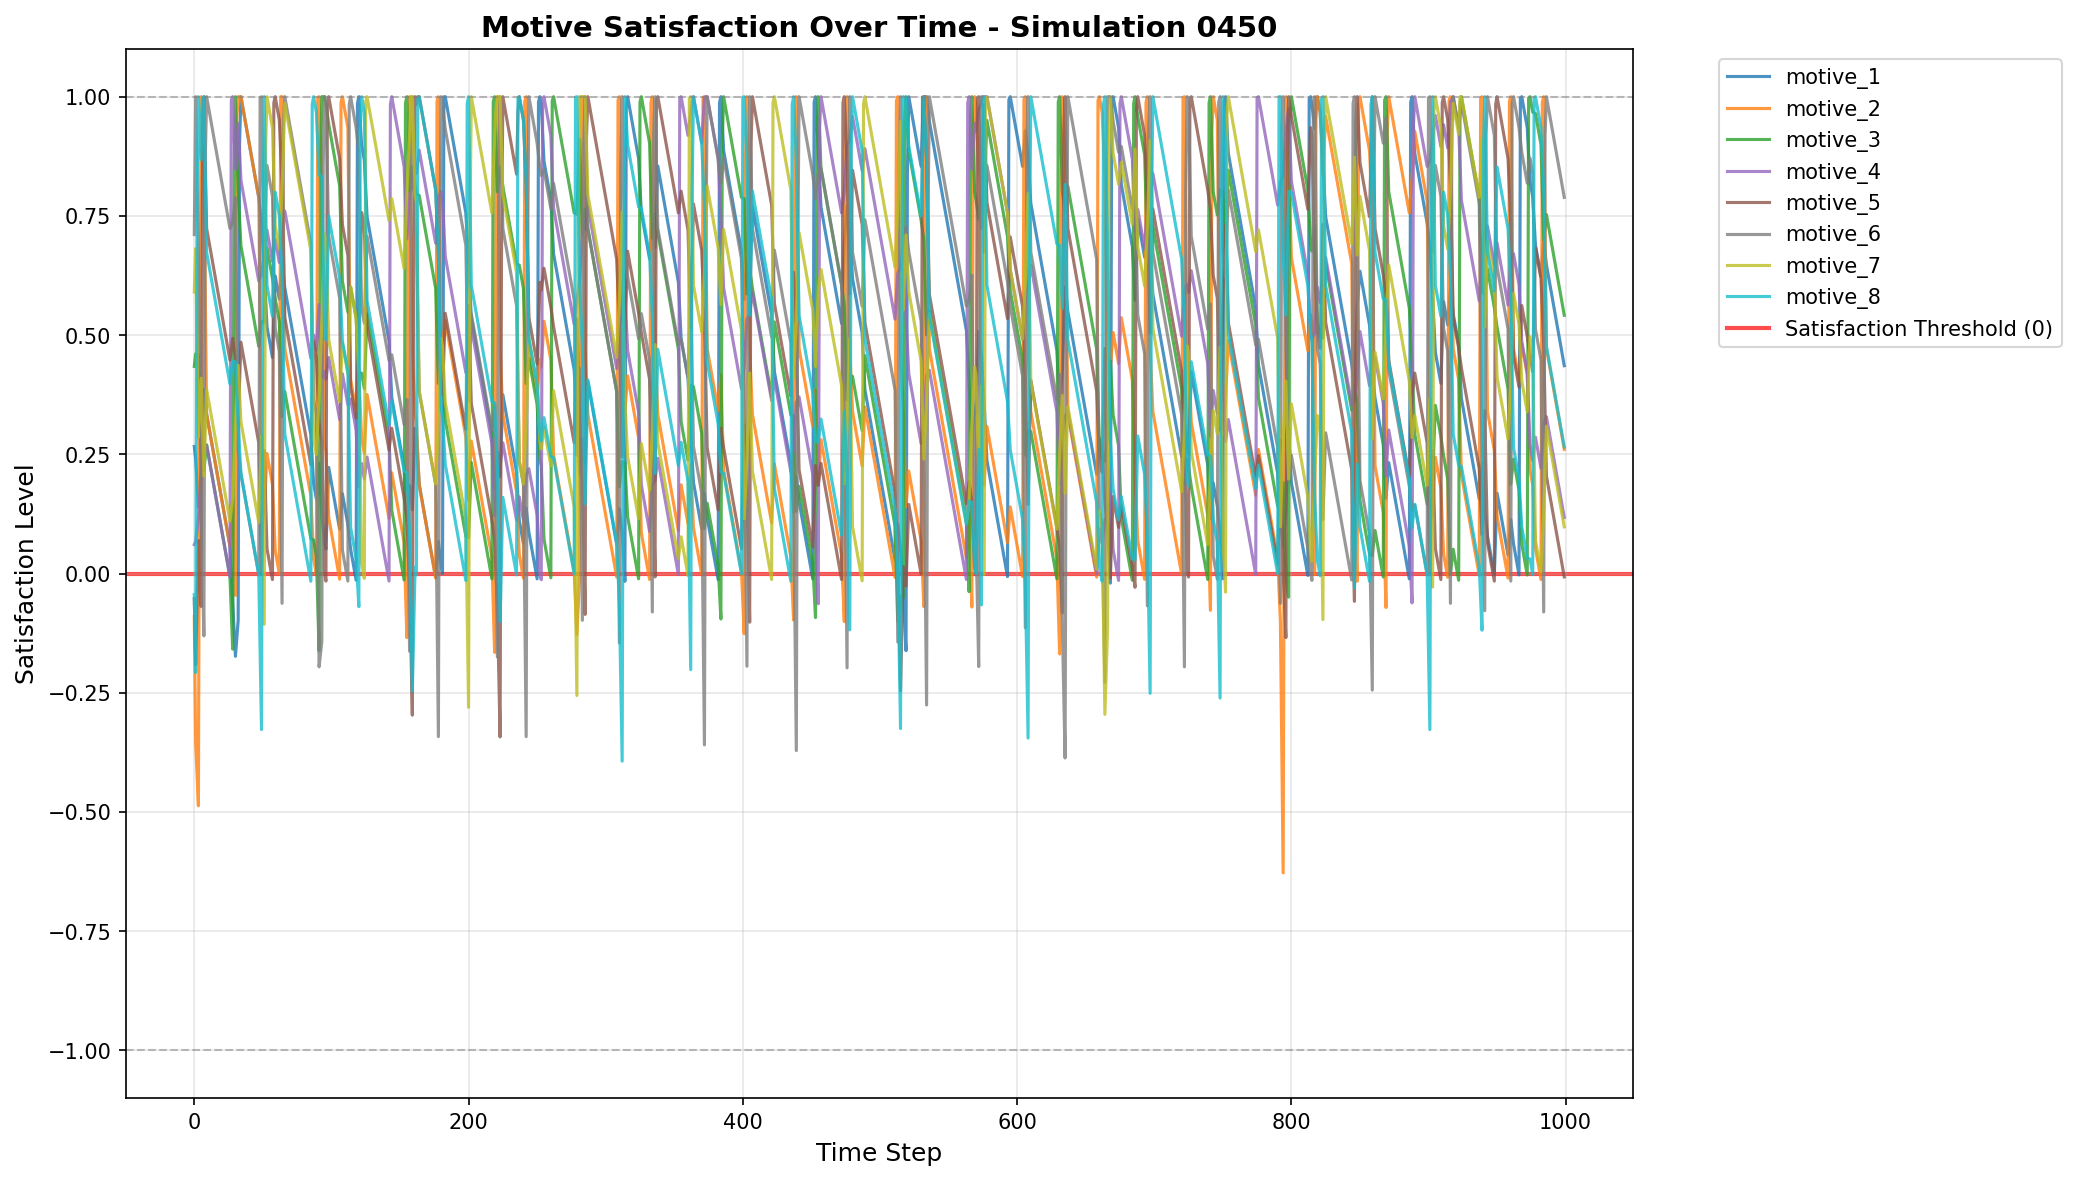 Motive Satisfaction Over Time - Simulation 0450
1.00
0.75
0.50
0.25
0.00
−0.25
−0.50
−0.75
−1.00
Satisfaction Level
0
200
400
600
800
1000
Time Step
motive_1
motive_2
motive_3
motive_4
motive_5
motive_6
motive_7
motive_8
Satisfaction Threshold (0)